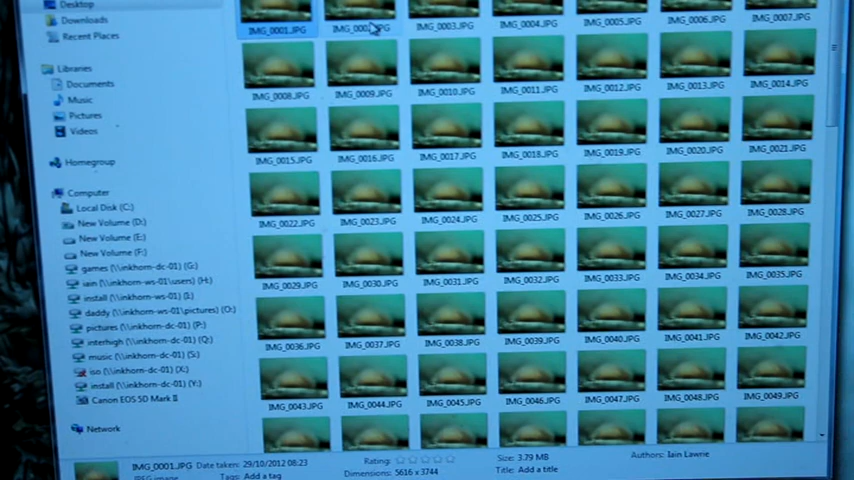 Desktop
Downloads
Recent Places
Libraries
Documents
Music
Pictures
Videos
Homegroup
Computer
Local Disk (C:)
New Volume (D:)
New Volume (E:)
New Volume (F:)
games (\\inkhorn-dc-01) (G:)
iain (\\inkhorn-ws-01\users) (H:)
install (\\inkhorn-ws-01) (I:)
daddy (\\inkhorn-ws-01\pictures) (O:)
pictures (\\inkhorn-dc-01) (P:)
interhigh (\\inkhorn-dc-01) (Q:)
music (\\inkhorn-dc-01) (S:)
iso (\\inkhorn-dc-01) (X:)
install (\\inkhorn-dc-01) (Y:)
Canon EOS 5D Mark II
Network
IMG_0001.JPG IMG_0003.JPG IMG_0004.JPG IMG_0005.JPG IMG_0006.JPG IMG_0007.JPG
IMG_0008.JPG IMG_0009.JPG IMG_0010.JPG IMG_0011.JPG IMG_0012.JPG IMG_0013.JPG IMG_0014.JPG
IMG_0015.JPG IMG_0016.JPG IMG_0017.JPG IMG_0018.JPG IMG_0019.JPG IMG_0020.JPG IMG_0021.JPG
IMG_0022.JPG IMG_0023.JPG IMG_0024.JPG IMG_0025.JPG IMG_0026.JPG IMG_0027.JPG IMG_0028.JPG
IMG_0029.JPG IMG_0030.JPG IMG_0031.JPG IMG_0032.JPG IMG_0033.JPG IMG_0034.JPG IMG_0035.JPG
IMG_0036.JPG IMG_0037.JPG IMG_0038.JPG IMG_0039.JPG IMG_0040.JPG IMG_0041.JPG IMG_0042.JPG
IMG_0043.JPG IMG_0044.JPG IMG_0045.JPG IMG_0046.JPG IMG_0047.JPG IMG_0048.JPG IMG_0049.JPG
IMG_0001.JPG Date taken: 29/10/2012 08:23 Rating: Size: 3.79 MB Authors: Iain Lawrie
JPEG image Tags: Add a tag Dimensions: 5616 x 3744 Title: Add a title